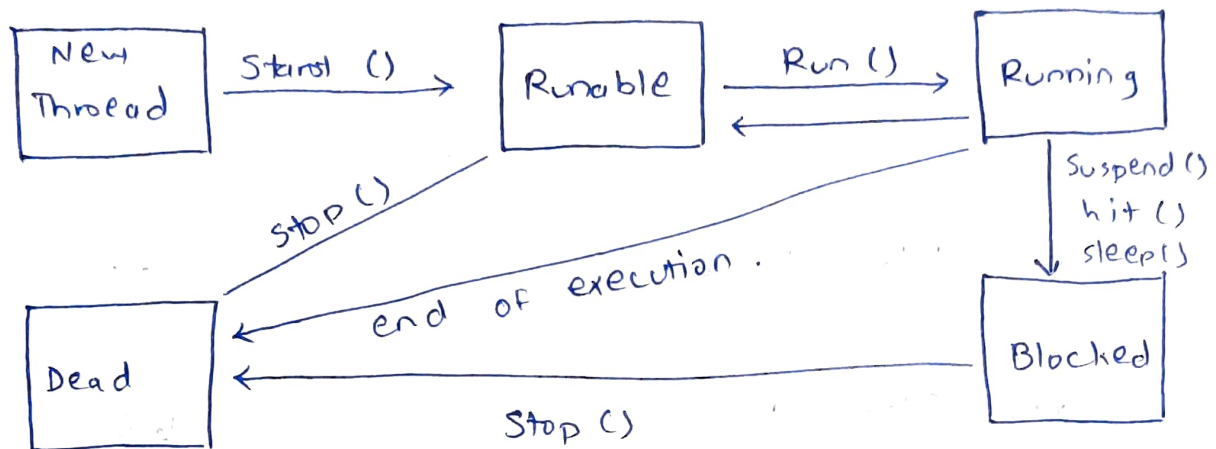 New
Thread
Start ()
Runable
Run ()
Running
Suspend ()
hit ()
sleep ()
Stop ()
end of execution.
Dead
Blocked
Stop ()